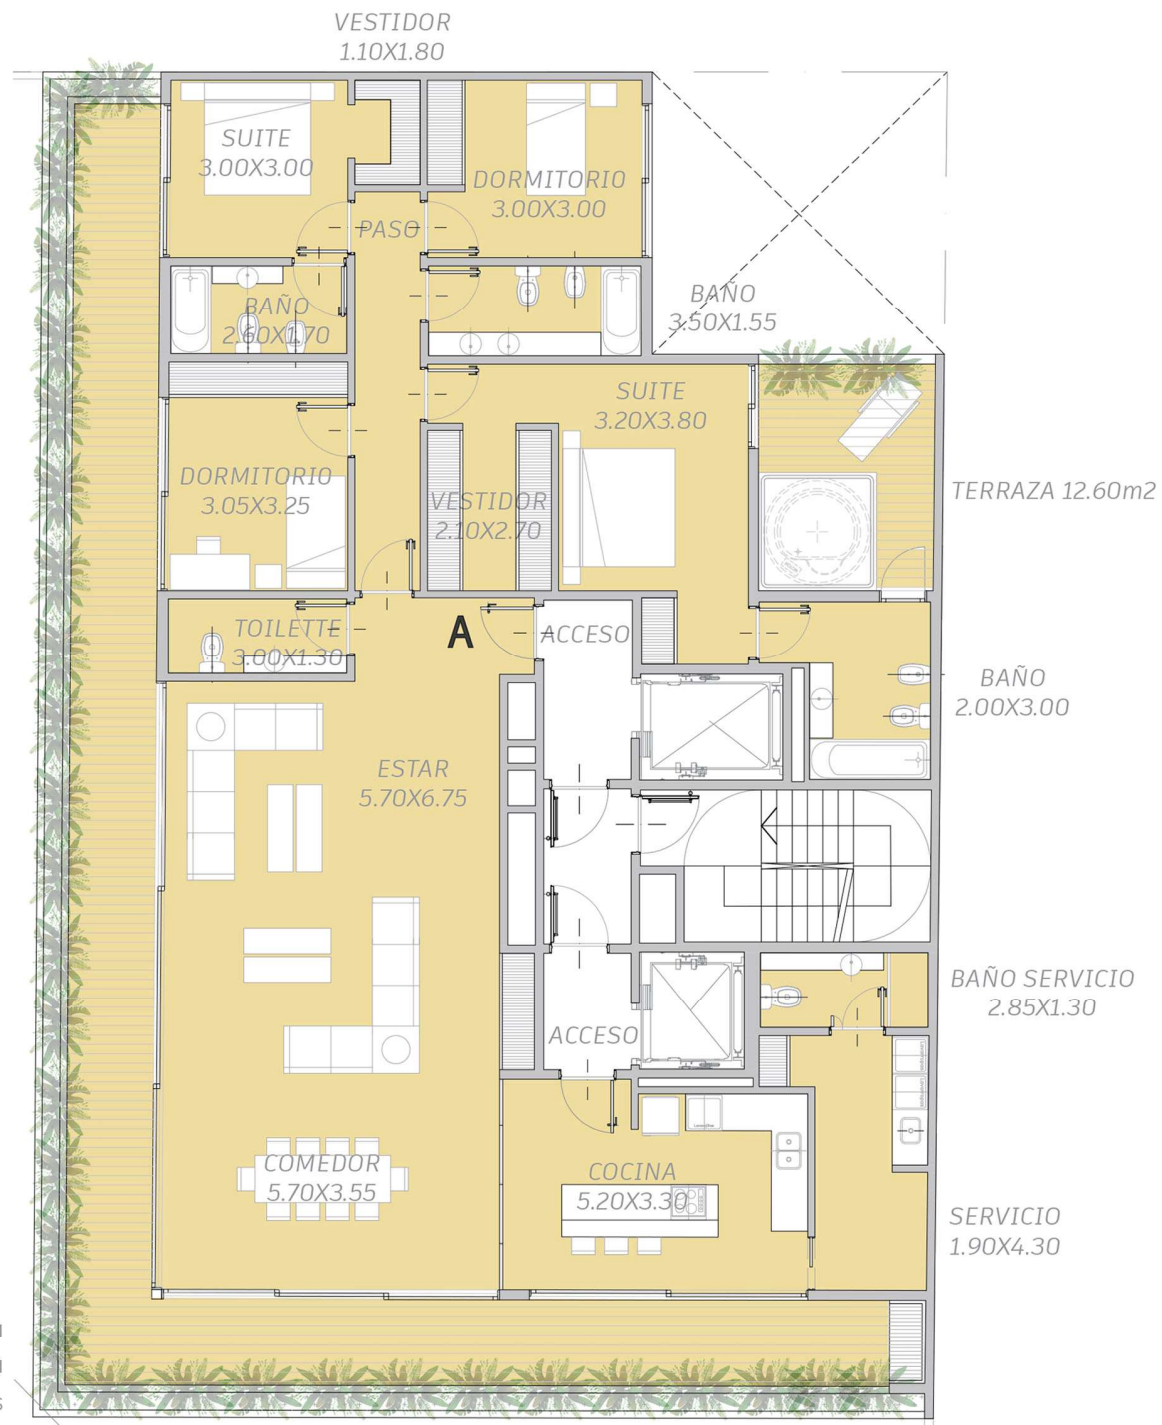 VESTIDOR
1.10X1.80
SUITE
3.00X3.00
DORMITORIO
3.00X3.00
PASO
BAÑO
2.60X1.70
BAÑO
3.50X1.55
SUITE
3.20X3.80
DORMITORIO
3.05X3.25
VESTIDOR
2.10X2.70
TERRAZA 12.60m2
TOILETTE
3.00X1.30
A
ACCESO
BAÑO
2.00X3.00
ESTAR
5.70X6.75
BAÑO SERVICIO
2.85X1.30
ACCESO
COMEDOR
5.70X3.55
COCINA
5.20X3.30
SERVICIO
1.90X4.30